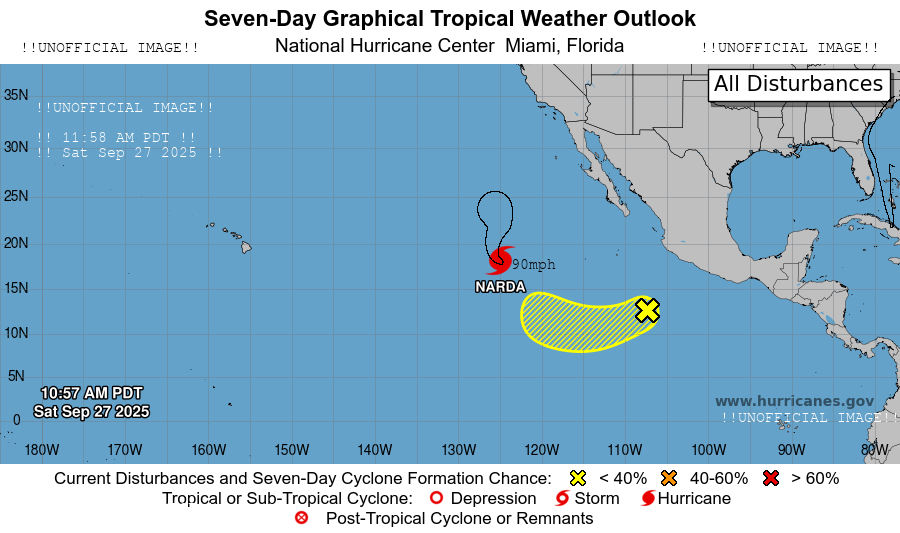 Seven-Day Graphical Tropical Weather Outlook
National Hurricane Center Miami, Florida
!!UNOFFICIAL IMAGE!!
!!UNOFFICIAL IMAGE!!
All Disturbances
!!UNOFFICIAL IMAGE!!
!! 11:58 AM PDT !!
!! Sat Sep 27 2025 !!
35N
30N
25N
20N
15N
10N
5N
0
90mph
NARDA
10:57 AM PDT
Sat Sep 27 2025
www.hurricanes.gov
!!UNOFFICIAL IMAGE!!
180W 170W 160W 150W 140W 130W 120W 110W 100W 90W 80W
Current Disturbances and Seven-Day Cyclone Formation Chance: < 40% 40-60% > 60%
Tropical or Sub-Tropical Cyclone: Depression Storm Hurricane
Post-Tropical Cyclone or Remnants